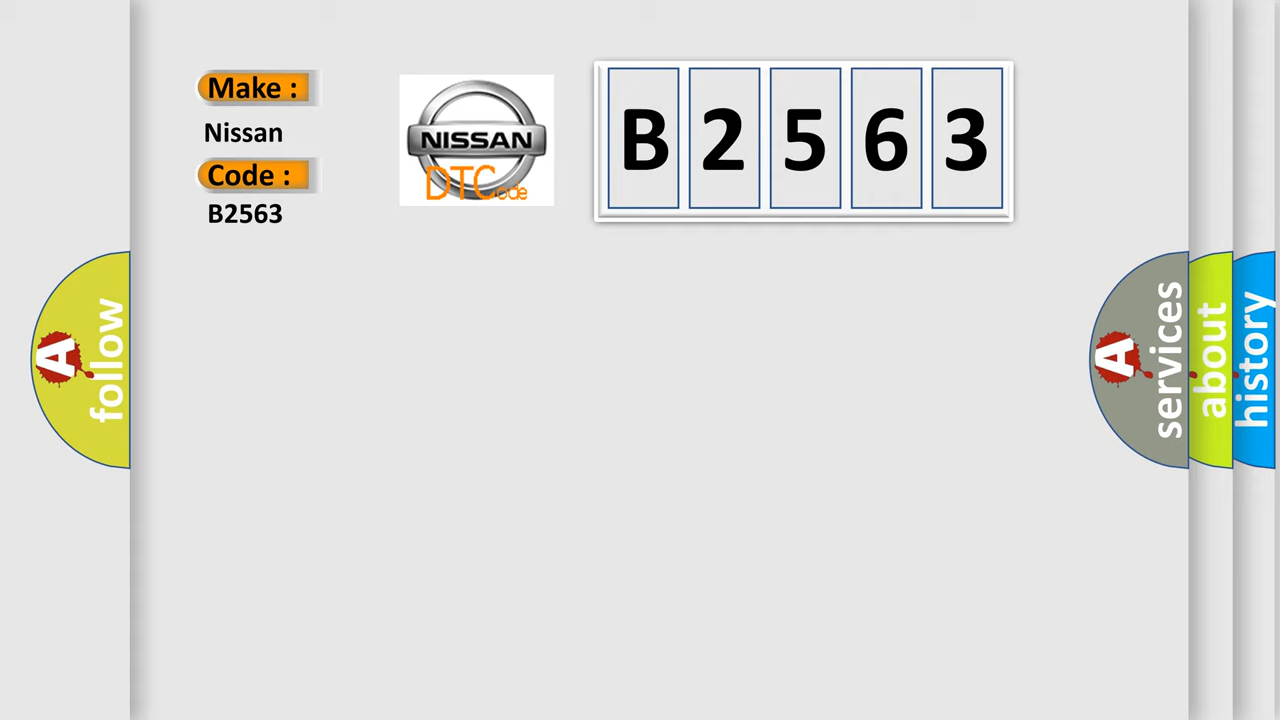 Make :
Nissan
Code :
B2563
NISSAN
DTCode
B 2 5 6 3
A follow
A services
about
history